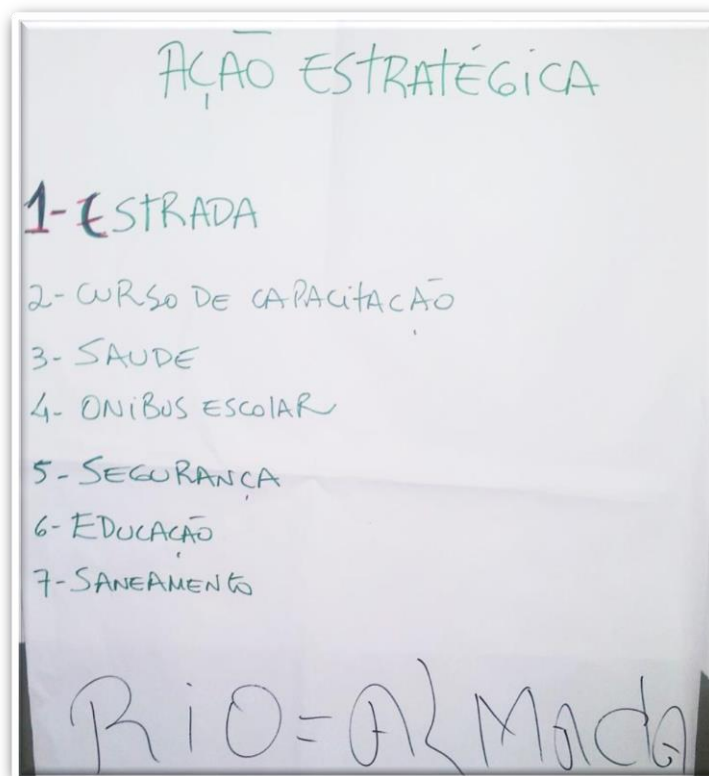 AÇÃO ESTRATÉGICA
1-ESTRADA
2-CURSO DE CAPACITAÇÃO
3-SAUDE
4-ONIBUS ESCOLAR
5-SEGURANÇA
6-EDUCAÇÃO
7-SANEAMENTO
RiO=AlMAda